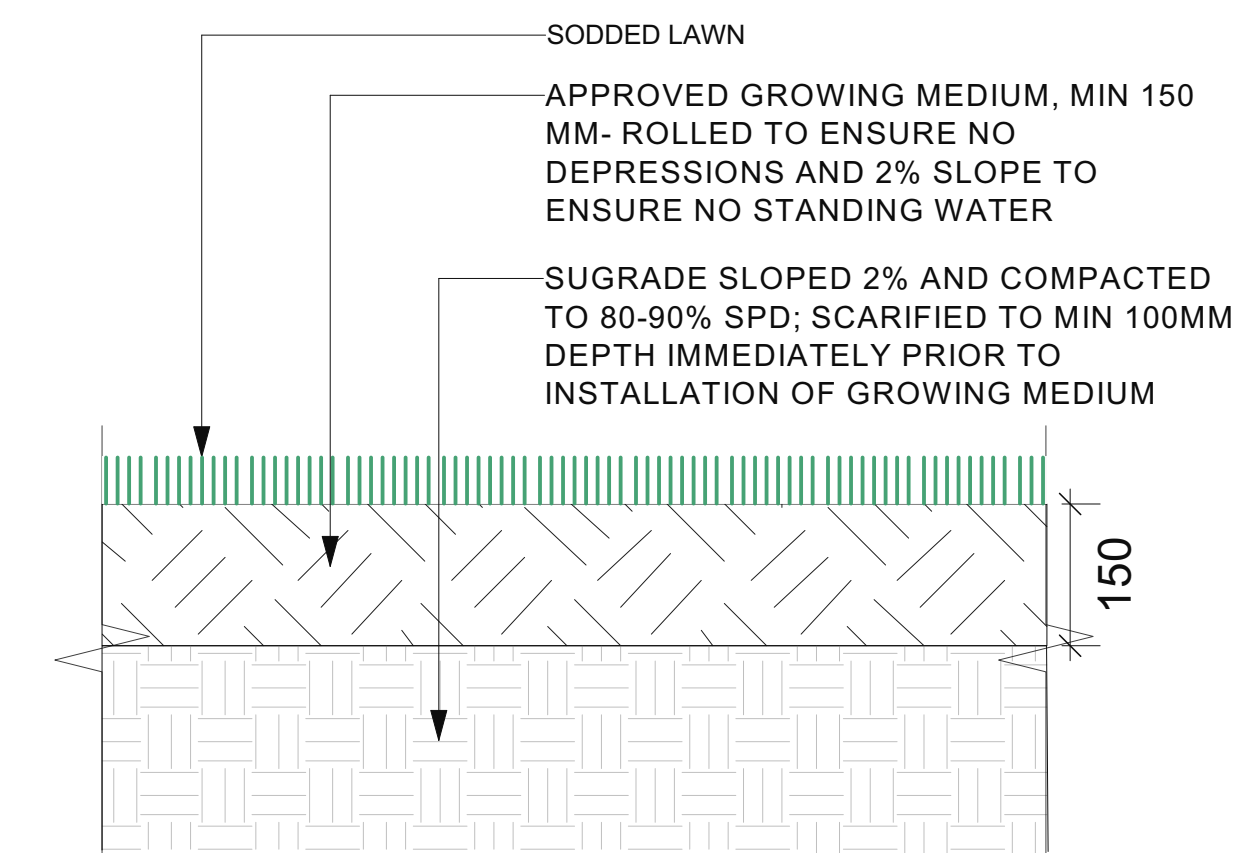 SODDED LAWN
APPROVED GROWING MEDIUM, MIN 150
MM- ROLLED TO ENSURE NO
DEPRESSIONS AND 2% SLOPE TO
ENSURE NO STANDING WATER
SUGRADE SLOPED 2% AND COMPACTED
TO 80-90% SPD; SCARIFIED TO MIN 100MM
DEPTH IMMEDIATELY PRIOR TO
INSTALLATION OF GROWING MEDIUM
150